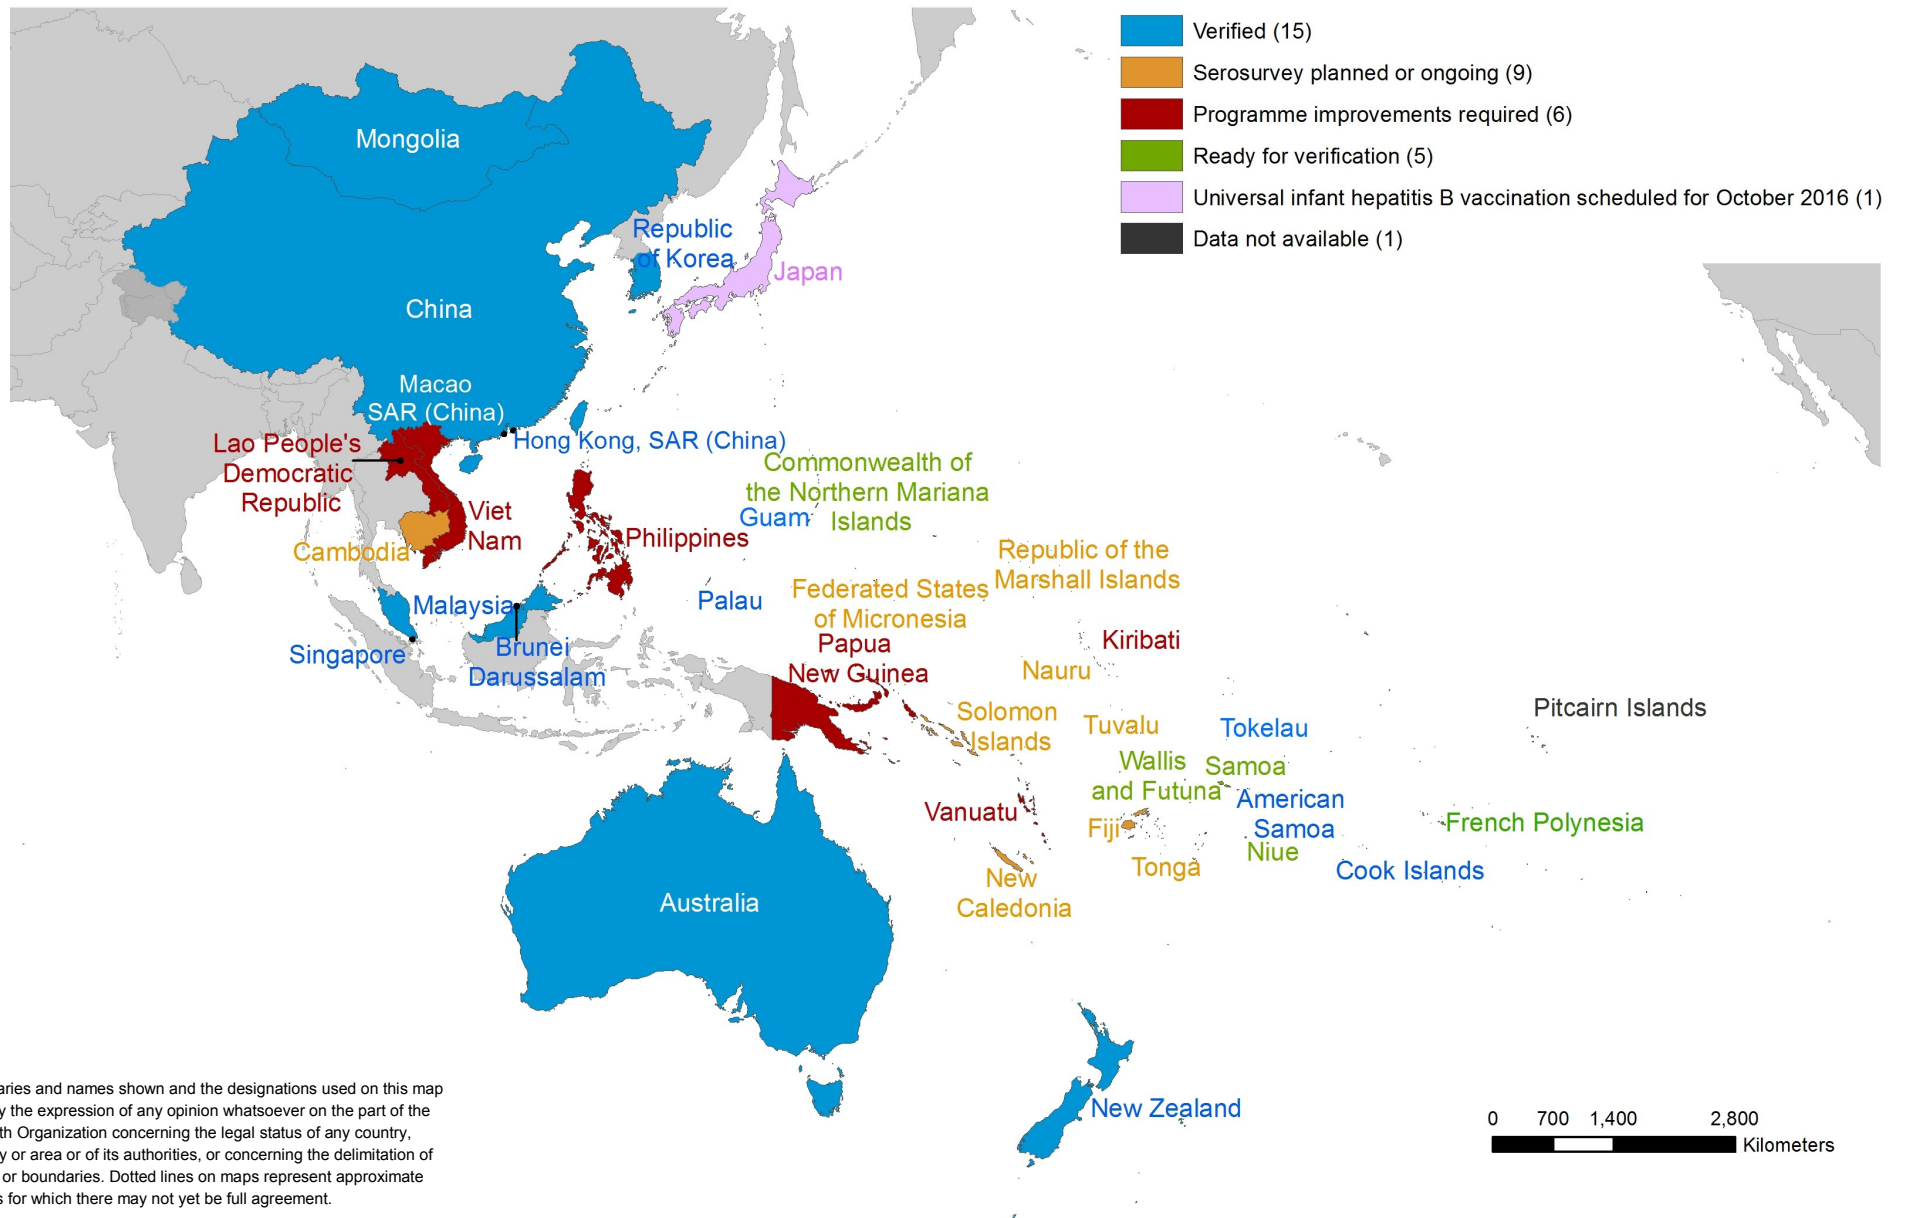 Verified (15)
Serosurvey planned or ongoing (9)
Programme improvements required (6)
Ready for verification (5)
Universal infant hepatitis B vaccination scheduled for October 2016 (1)
Data not available (1)
Mongolia
Republic
of Korea
Japan
China
Macao
SAR (China)
Hong Kong, SAR (China)
Lao People's
Democratic
Republic
Viet
Nam
Cambodia
Philippines
Commonwealth of
the Northern Mariana
Islands
Guam
Republic of the
Marshall Islands
Federated States
of Micronesia
Palau
Malaysia
Singapore
Brunei
Darussalam
Papua
New Guinea
Kiribati
Nauru
Solomon
Islands
Tuvalu
Tokelau
Pitcairn Islands
Wallis
and Futuna
Samoa
American
Samoa
Vanuatu
Fiji
Niue
French Polynesia
Tonga
Cook Islands
New
Caledonia
Australia
New Zealand
aries and names shown and the designations used on this map
y the expression of any opinion whatsoever on the part of the
th Organization concerning the legal status of any country,
y or area or of its authorities, or concerning the delimitation of
or boundaries. Dotted lines on maps represent approximate
s for which there may not yet be full agreement.
0 700 1,400 2,800
Kilometers